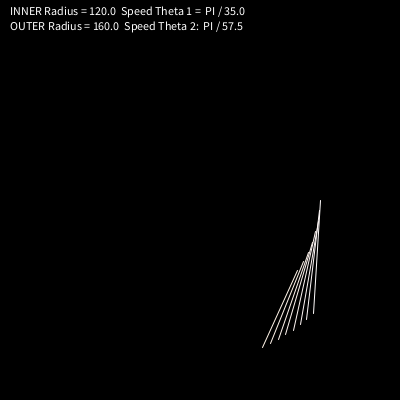 INNER Radius = 120.0  Speed Theta 1 =  PI / 35.0
OUTER Radius = 160.0  Speed Theta 2:  PI / 57.5